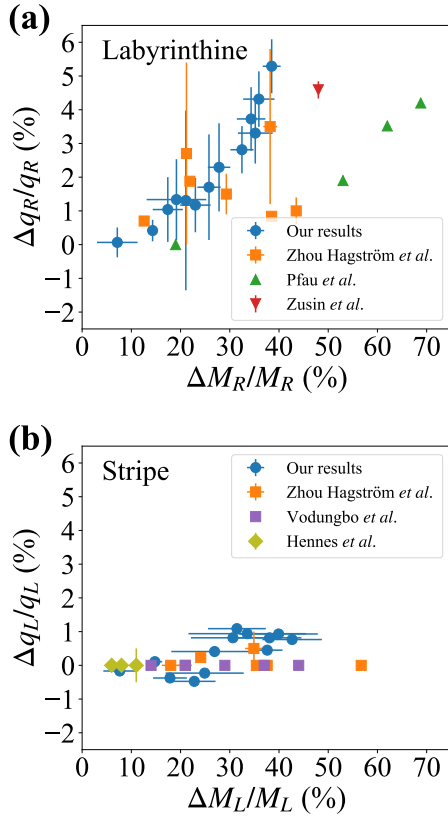 (a)
Labyrinthine
6
5
4
3
2
1
0
−1
−2
Δq_R/q_R (%)
Our results
Zhou Hagström et al.
Pfau et al.
Zusin et al.
0 10 20 30 40 50 60 70
ΔM_R/M_R (%)
(b)
Stripe
6
5
4
3
2
1
0
−1
−2
Δq_L/q_L (%)
Our results
Zhou Hagström et al.
Vodungbo et al.
Hennes et al.
0 10 20 30 40 50 60 70
ΔM_L/M_L (%)